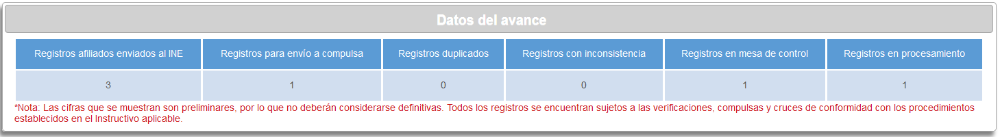 Datos del avance
Registros afiliados enviados al INE Registros para envío a compulsa Registros duplicados Registros con inconsistencia Registros en mesa de control Registros en procesamiento
3 1 0 0 1 1
*Nota: Las cifras que se muestran son preliminares, por lo que no deberán considerarse definitivas. Todos los registros se encuentran sujetos a las verificaciones, compulsas y cruces de conformidad con los procedimientos
establecidos en el Instructivo aplicable.